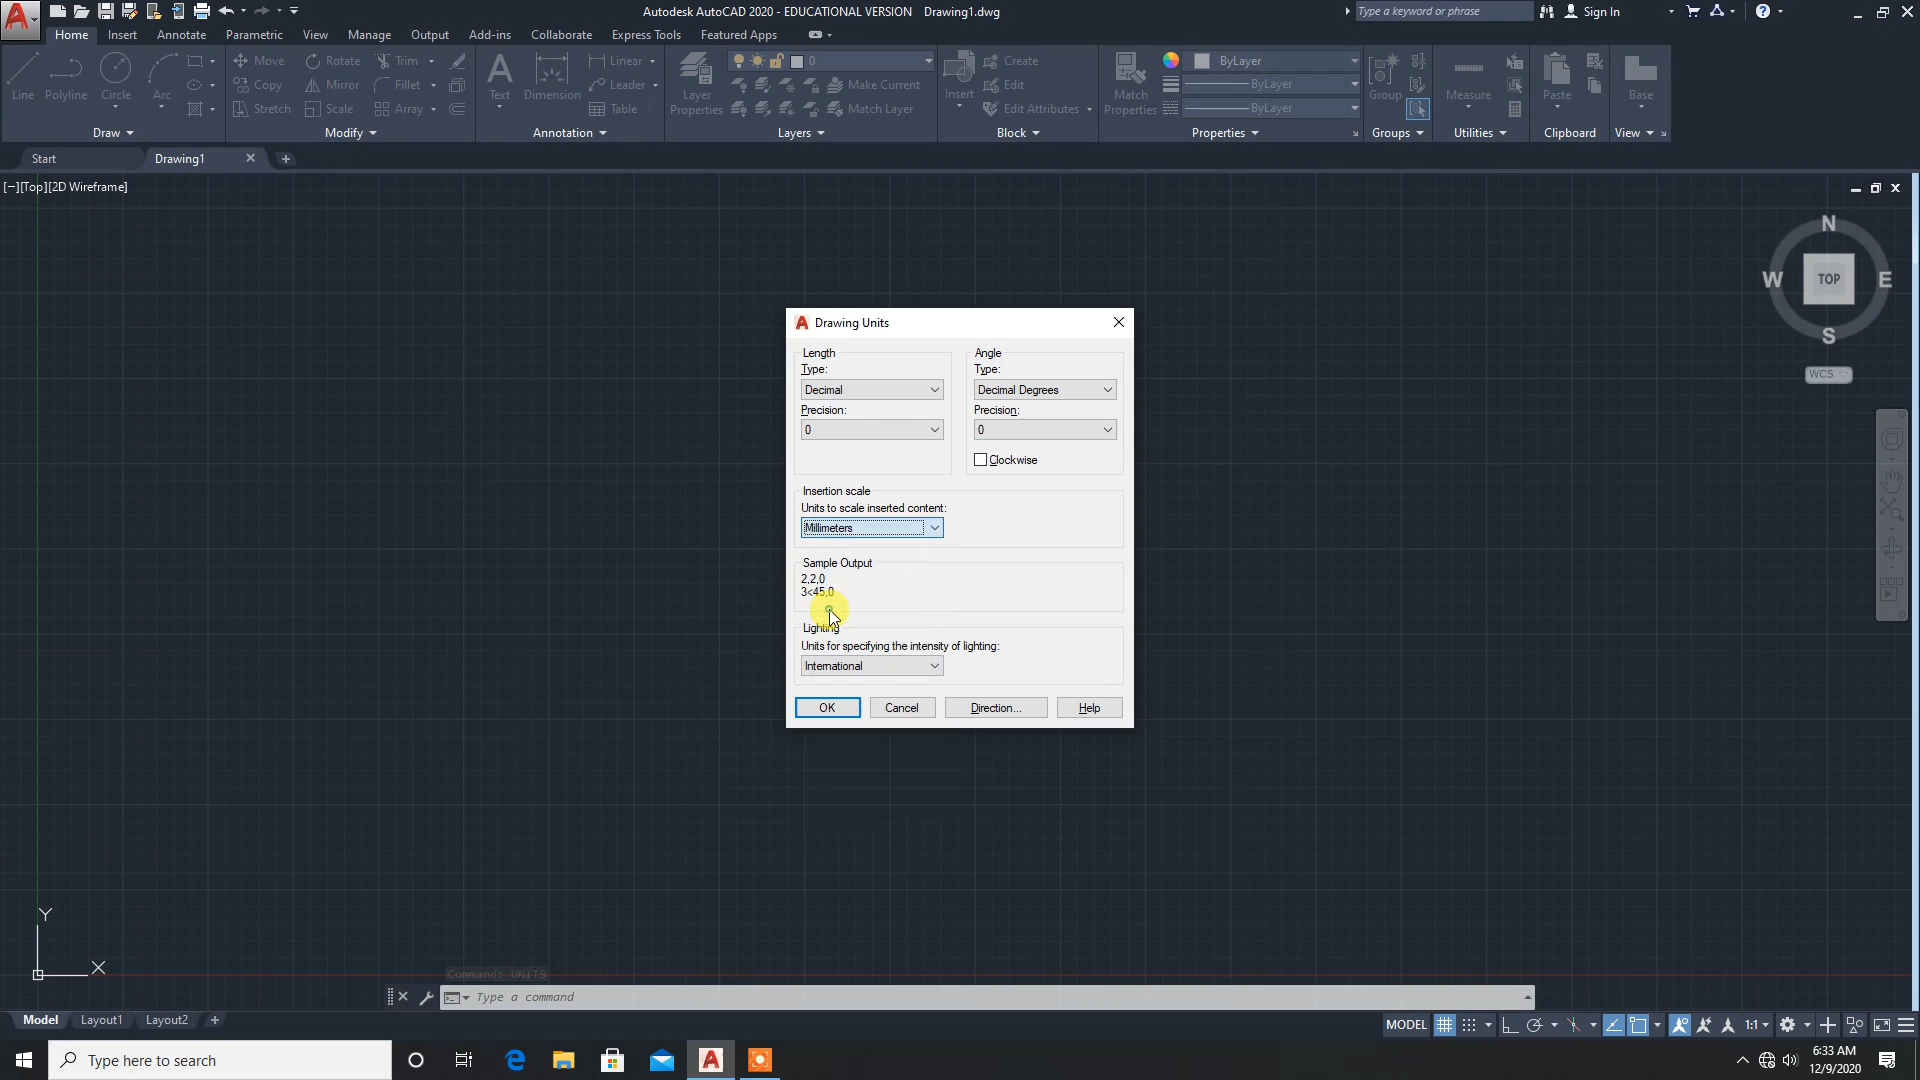 Autodesk AutoCAD 2020 - EDUCATIONAL VERSION Drawing1.dwg
Type a keyword or phrase
Sign In
Home Insert Annotate Parametric View Manage Output Add-ins Collaborate Express Tools Featured Apps
Line Polyline Circle Arc
Move Rotate Trim
Copy Mirror Fillet
Stretch Scale Array
Text Dimension
Linear
Leader
Table
Layer Properties
0
Make Current
Match Layer
Insert
Create
Edit
Edit Attributes
Match Properties
ByLayer
ByLayer
ByLayer
Group
Measure
Paste
Base
Draw Modify Annotation Layers Block Properties Groups Utilities Clipboard View
Start Drawing1
[−][Top][2D Wireframe]
N
W TOP E
S
WCS
Drawing Units
Length
Type:
Decimal
Precision:
0
Angle
Type:
Decimal Degrees
Precision:
0
Clockwise
Insertion scale
Units to scale inserted content:
Millimeters
Sample Output
2,2,0
3<45,0
Lighting
Units for specifying the intensity of lighting:
International
OK Cancel Direction... Help
Y
X
Command: UNITS
Type a command
Model Layout1 Layout2
MODEL
1:1
Type here to search
6:33 AM
12/9/2020